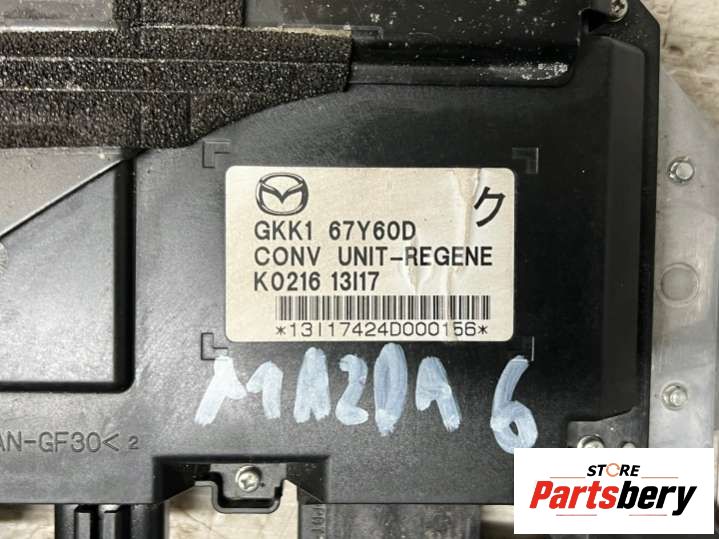 ク
GKK1 67Y60D
CONV UNIT-REGENE
K0216 13I17
*13I17424D000156*
MAZDA 6
AN-GF30< 2
STORE
Partsbery